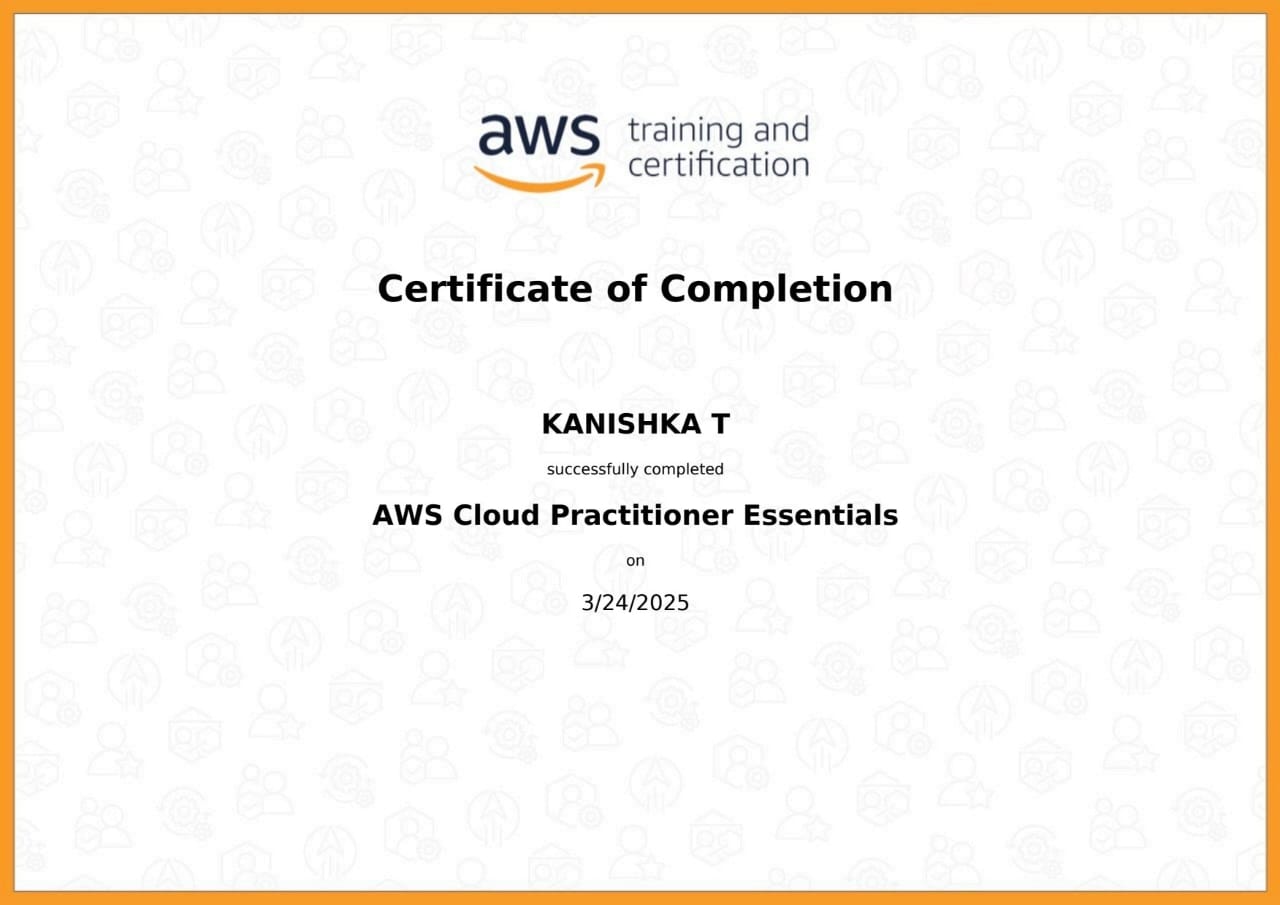 aws training and
certification
Certificate of Completion
KANISHKA T
successfully completed
AWS Cloud Practitioner Essentials
on
3/24/2025